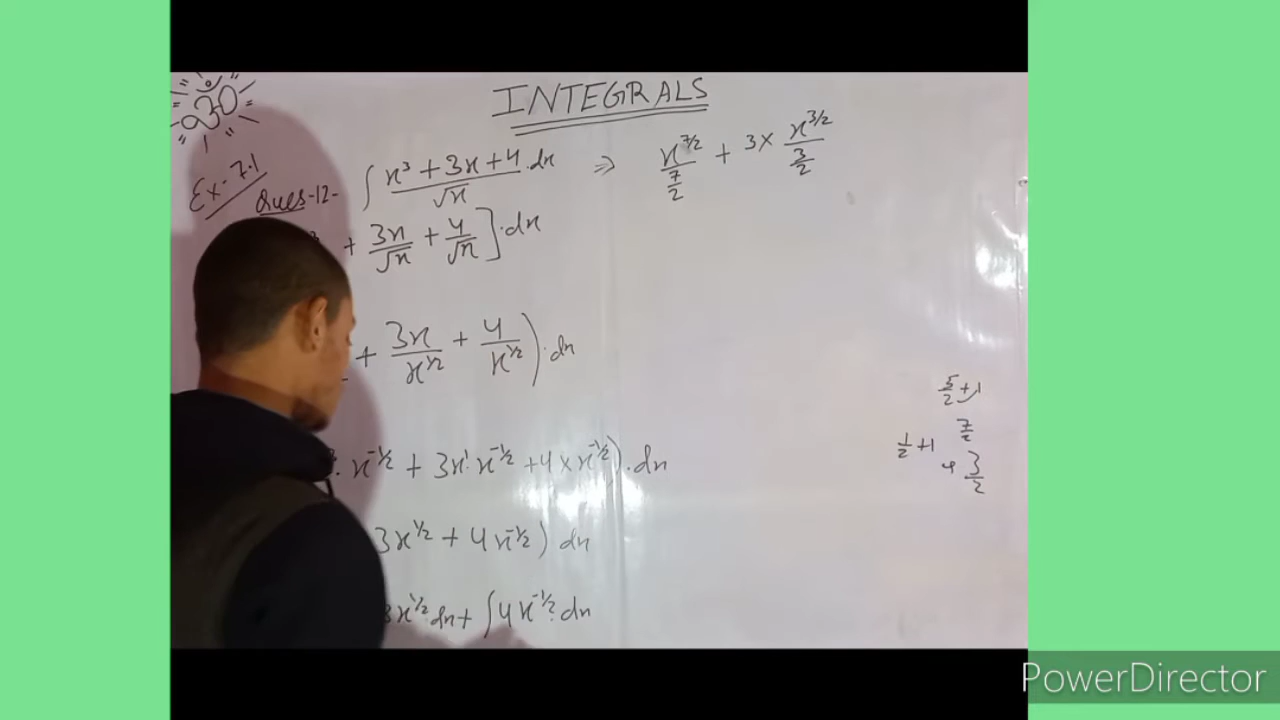 INTEGRALS
Ex-7.1
Ques-12- ∫ x³ + 3x + 4 / √x .dx ⇒ x^7/2 / 7/2 + 3 × x^3/2 / 3/2
+ 3x/√x + 4/√x ] .dx
+ 3x/x^1/2 + 4/x^1/2 ) .dx
. x^-1/2 + 3x¹. x^-1/2 + 4 × x^-1/2 ) .dx
3x^1/2 + 4x^-1/2 ) dx
3x^1/2 dx + ∫ 4x^-1/2 dx
5/2 + 1
7/2
1/2 + 1
3/2
PowerDirector